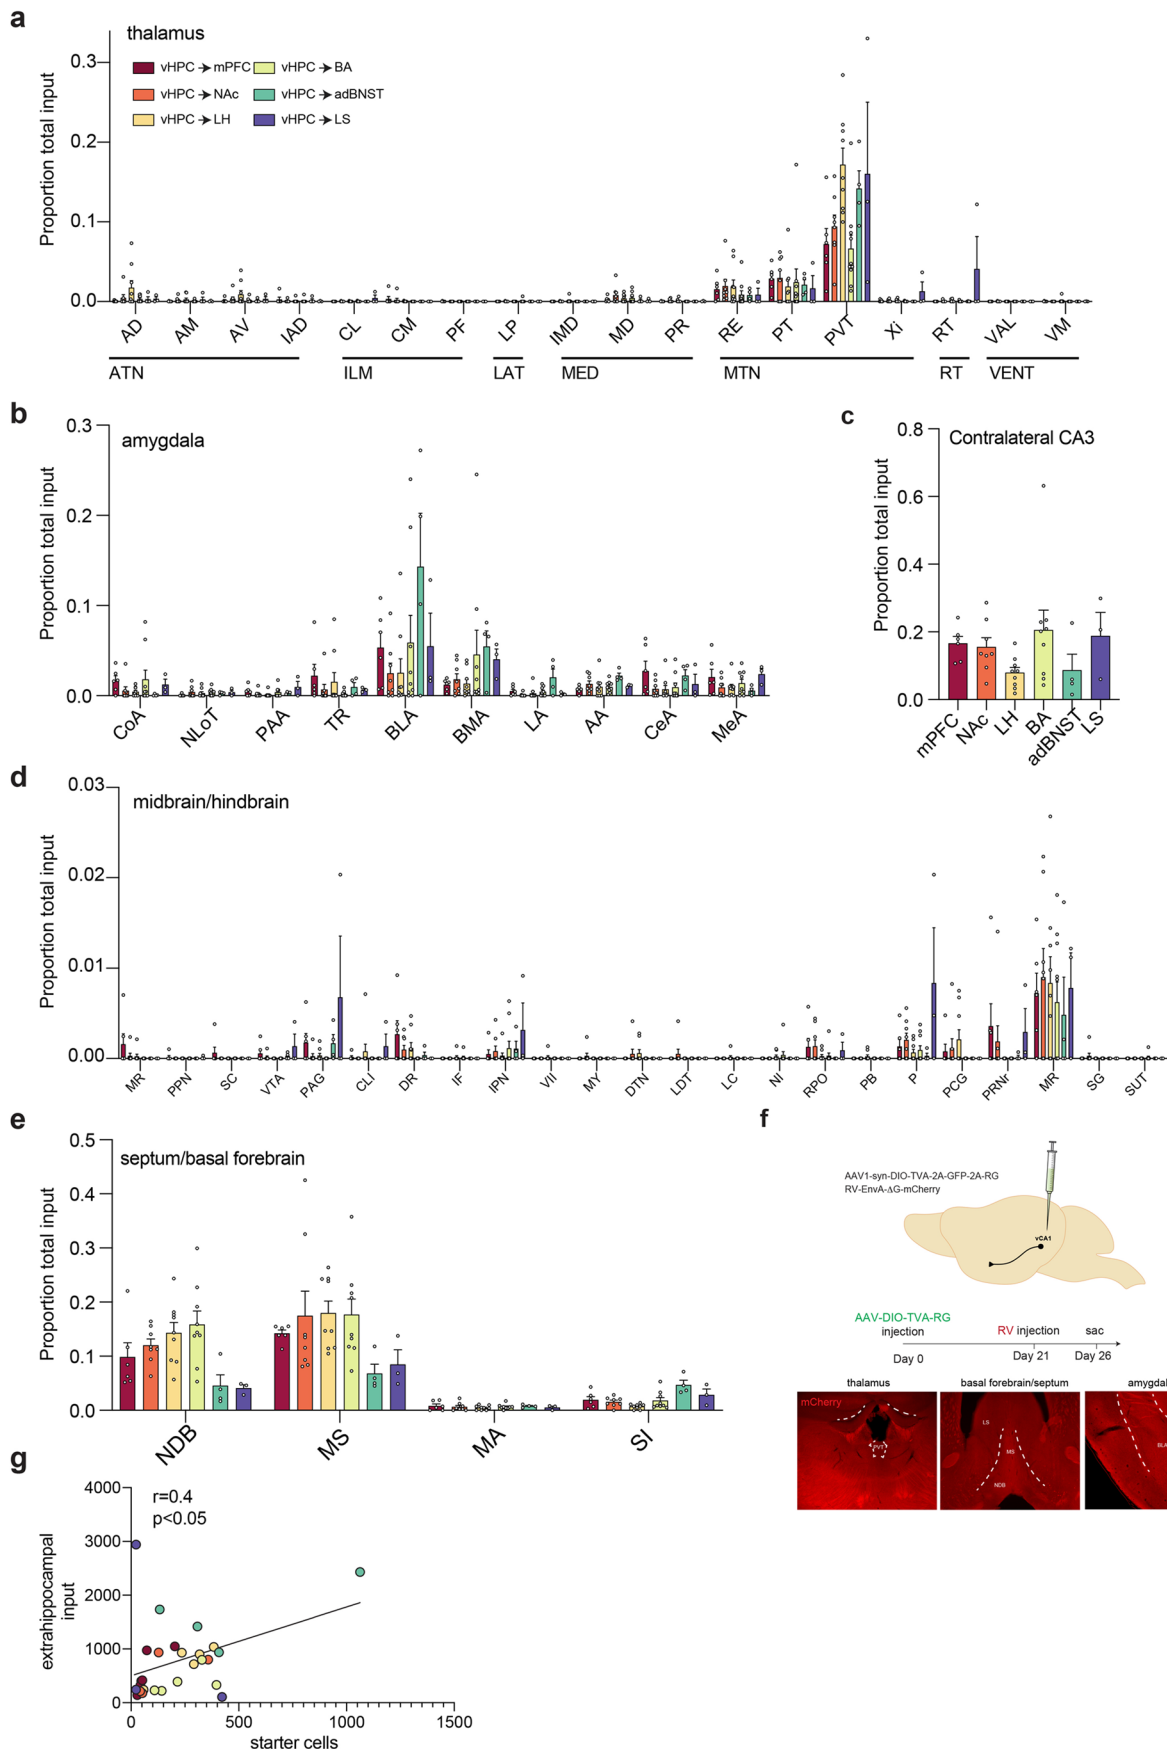 a
thalamus
vHPC → mPFC
vHPC → BA
vHPC → NAc
vHPC → adBNST
vHPC → LH
vHPC → LS
Proportion total input
0.3
0.2
0.1
0.0
AD AM AV IAD CL CM PF LP IMD MD PR RE PT PVT Xi RT VAL VM
ATN ILM LAT MED MTN RT VENT
b
amygdala
Proportion total input
0.3
0.2
0.1
0.0
CoA NLoT PAA TR BLA BMA LA AA CeA MeA
c
Contralateral CA3
Proportion total input
0.8
0.6
0.4
0.2
0.0
mPFC NAc LH BA adBNST LS
d
midbrain/hindbrain
Proportion total input
0.03
0.02
0.01
0.00
MR PPN SC VTA PAG CLI DR IF IPN VII MY DTN LDT LC NI RPO PB P PCG PRNr MR SG SUT
e
septum/basal forebrain
Proportion total input
0.5
0.4
0.3
0.2
0.1
0.0
NDB MS MA SI
f
AAV1-syn-DIO-TVA-2A-GFP-2A-RG
RV-EnvA-ΔG-mCherry
vCA1
AAV-DIO-TVA-RG
injection RV injection sac
Day 0 Day 21 Day 26
thalamus basal forebrain/septum amygdal
mCherry
PVT
LS
MS
NDB
BLA
g
r=0.4
p<0.05
extrahippocampal
input
4000
3000
2000
1000
0
0 500 1000 1500
starter cells